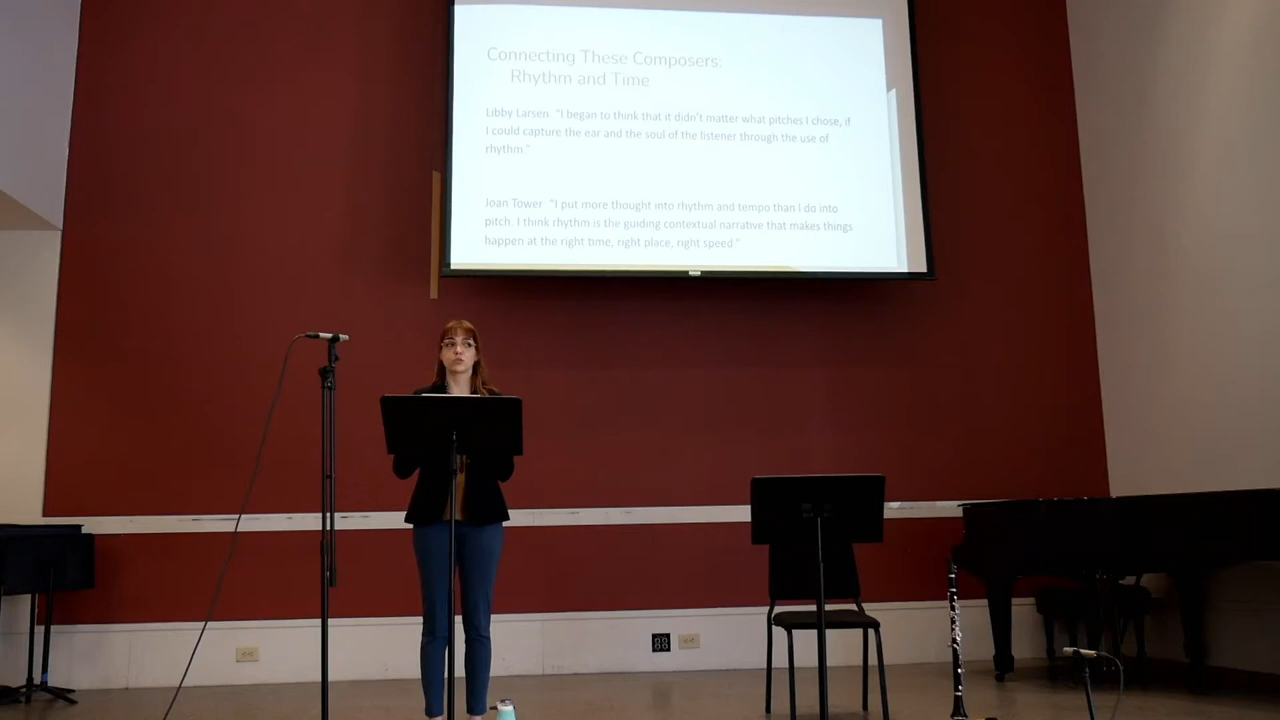 Connecting These Composers:
Rhythm and Time
Libby Larsen "I began to think that it didn't matter what pitches I chose, if
I could capture the ear and the soul of the listener through the use of
rhythm."
Joan Tower "I put more thought into rhythm and tempo than I do into
pitch. I think rhythm is the guiding contextual narrative that makes things
happen at the right time, right place, right speed."